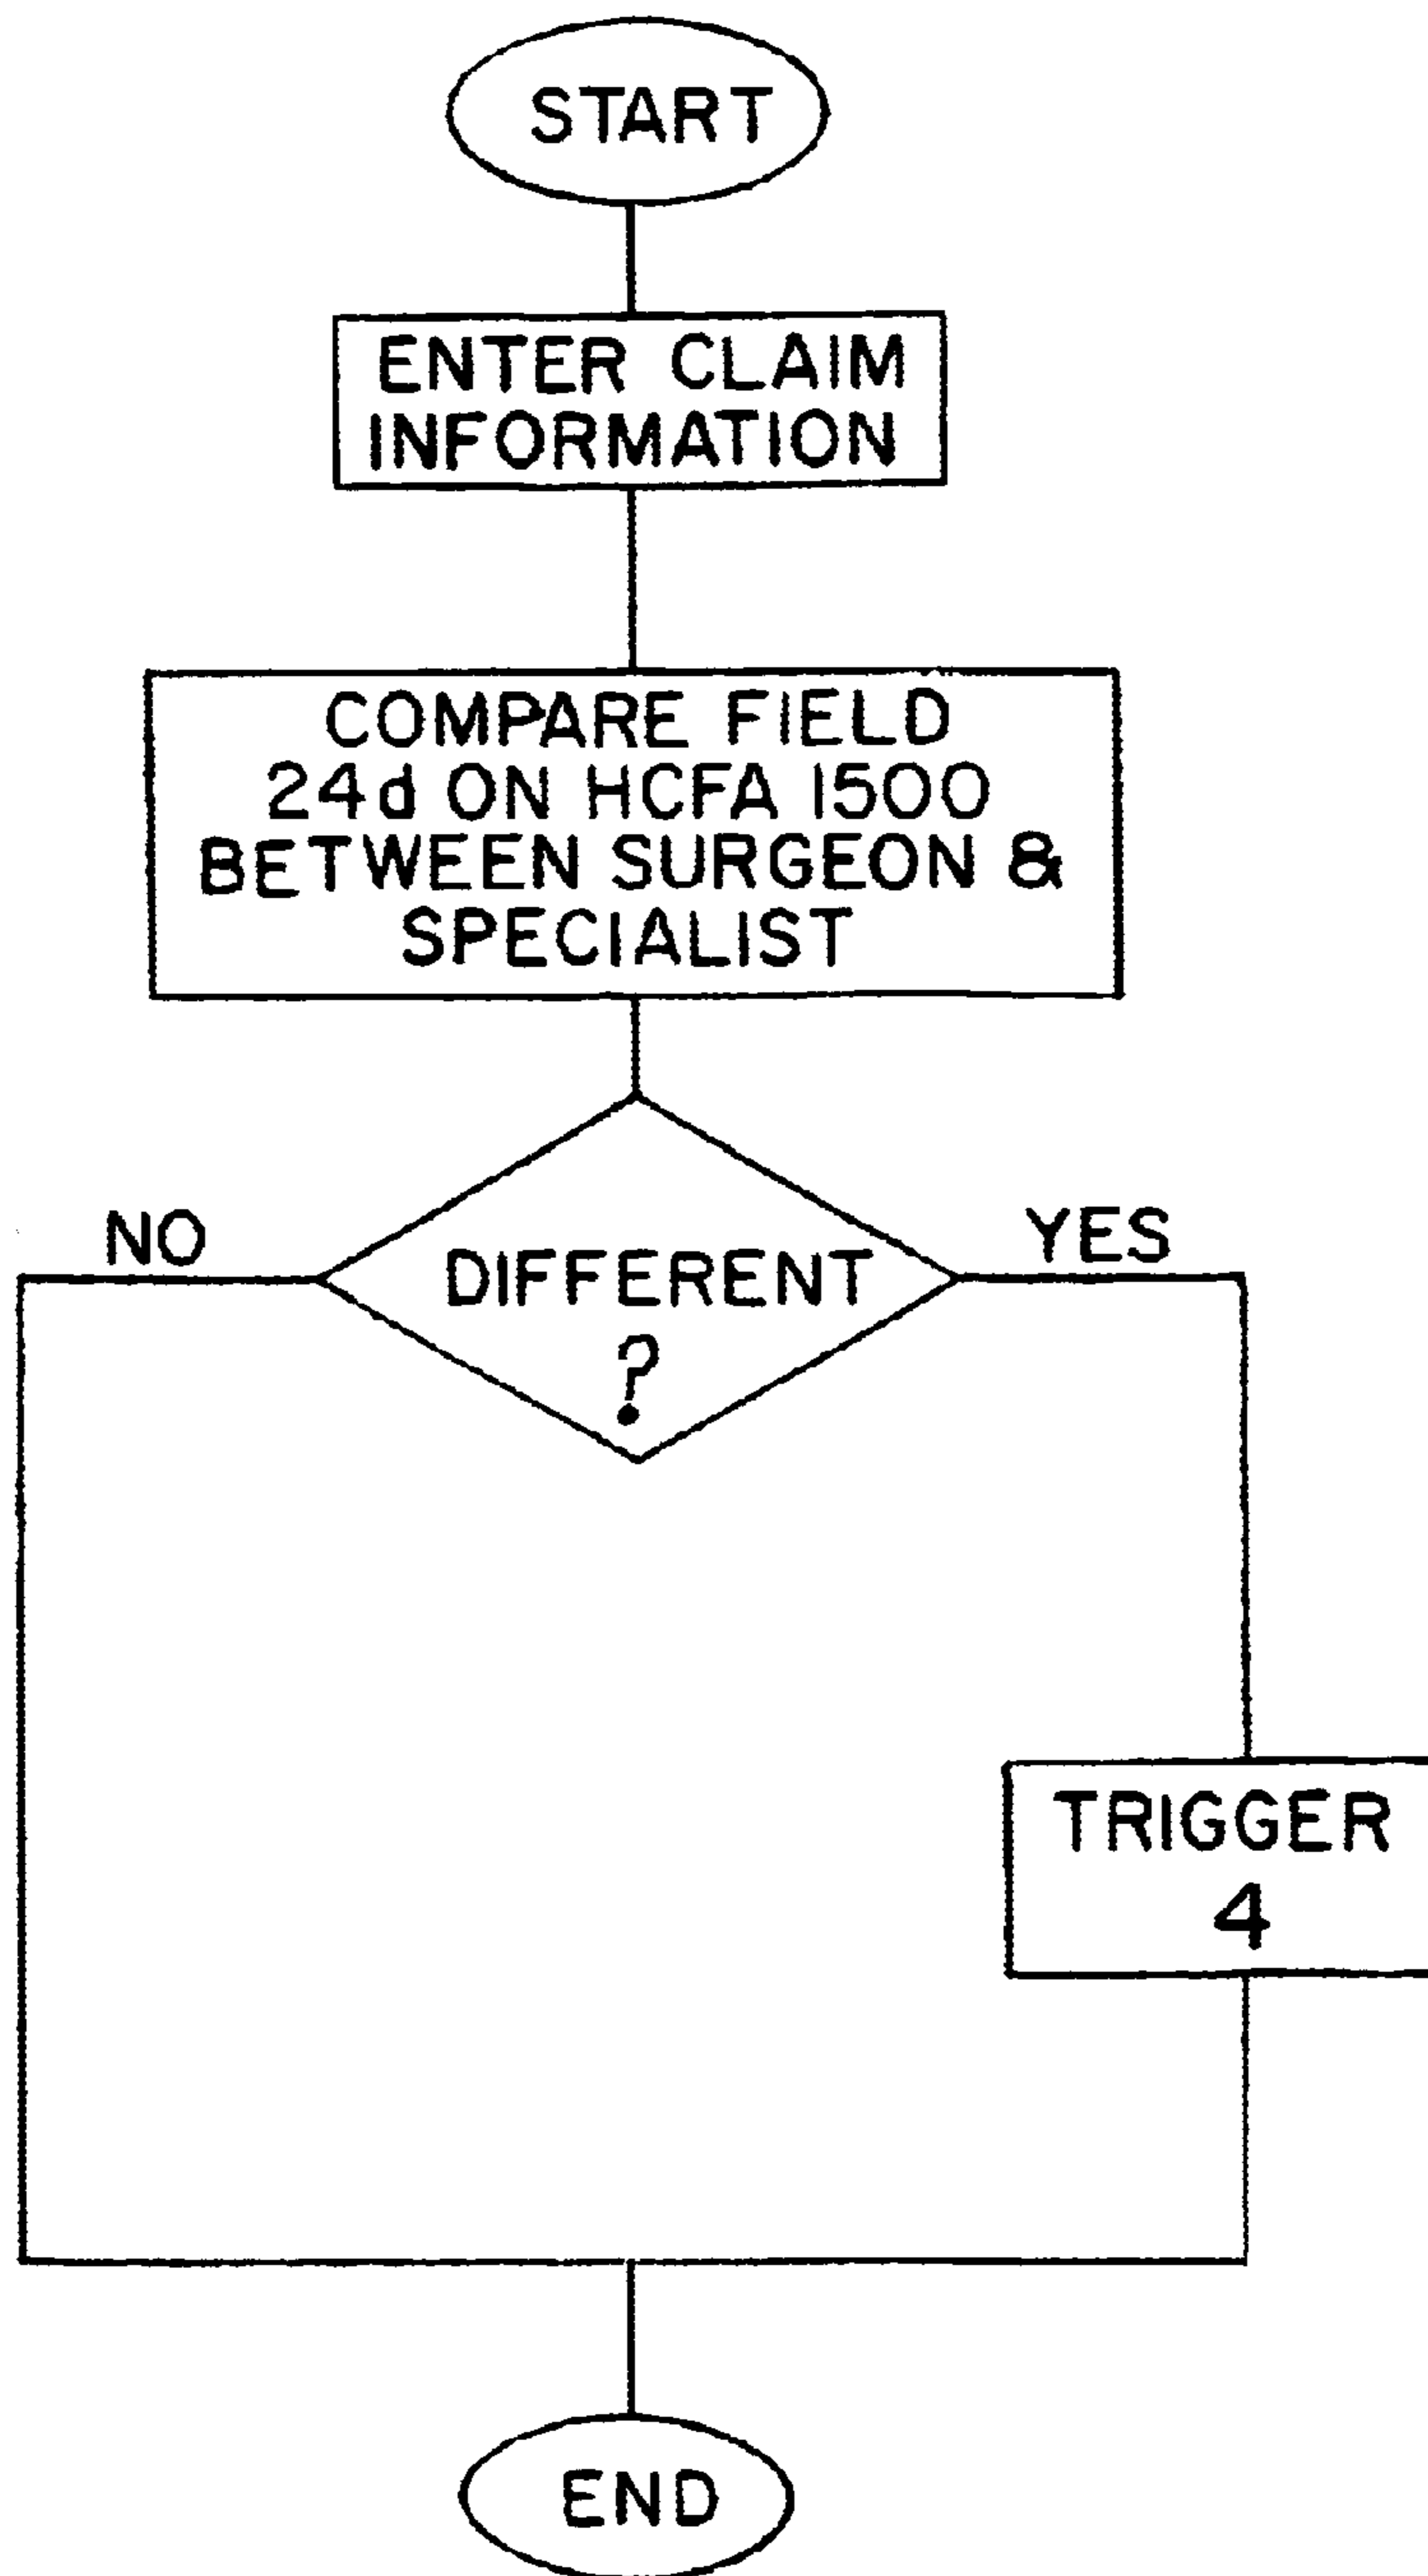 START
ENTER CLAIM
INFORMATION
COMPARE FIELD
24d ON HCFA 1500
BETWEEN SURGEON &
SPECIALIST
DIFFERENT
?
NO
YES
TRIGGER
4
END